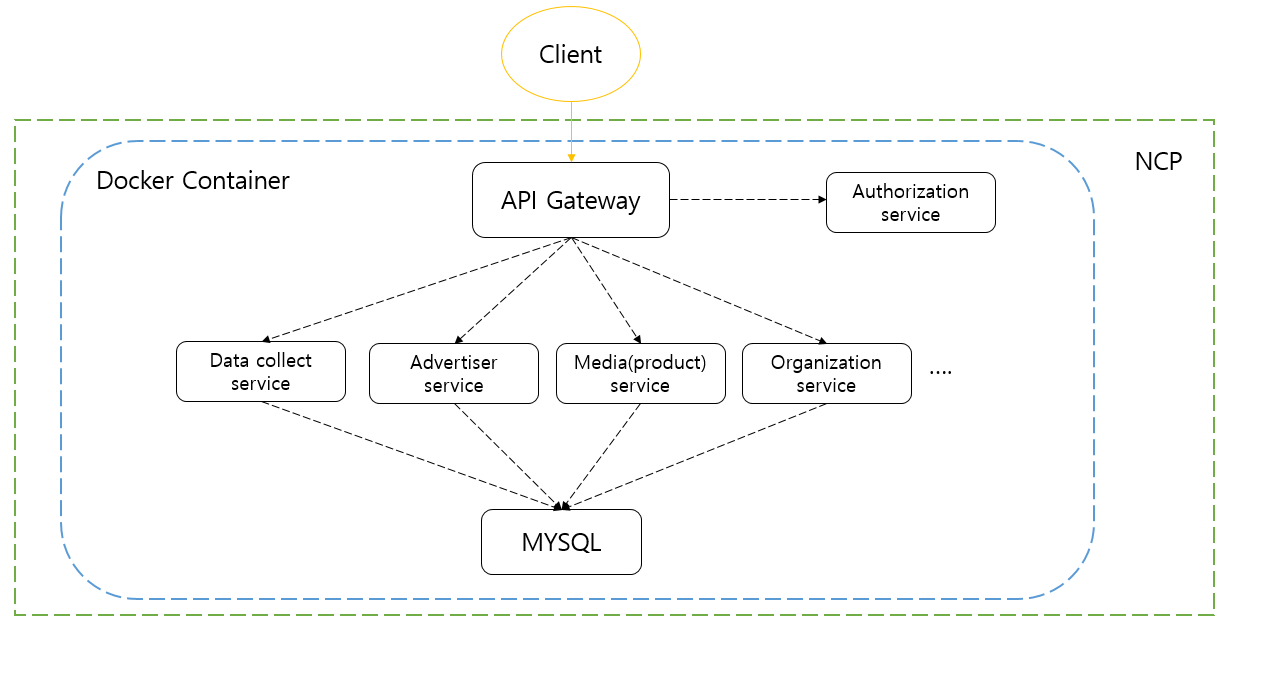 Client
NCP
Docker Container
API Gateway
Authorization
service
Data collect
service
Advertiser
service
Media(product)
service
Organization
service
....
MYSQL